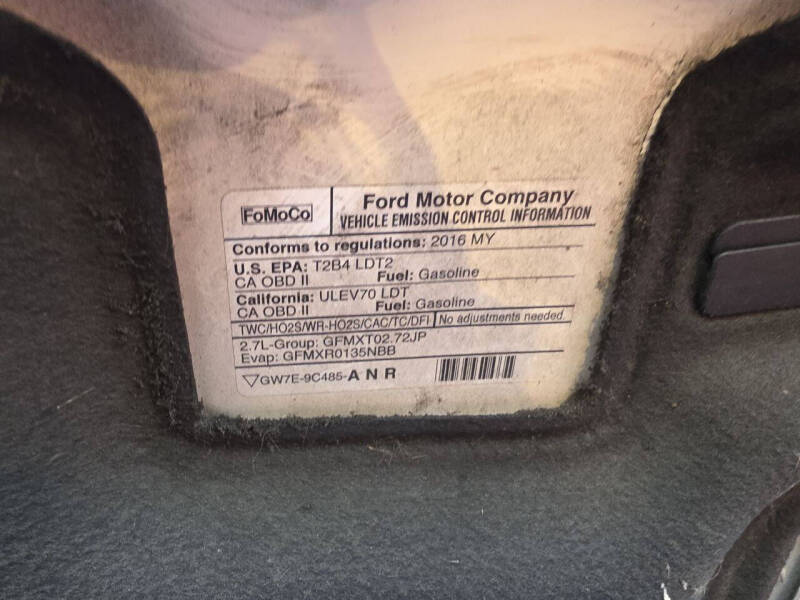 FoMoCo
Ford Motor Company
VEHICLE EMISSION CONTROL INFORMATION
Conforms to regulations: 2016 MY
U.S. EPA: T2B4 LDT2
CA OBD II Fuel: Gasoline
California: ULEV70 LDT
CA OBD II Fuel: Gasoline
TWC/HO2S/WR-HO2S/CAC/TC/DFI No adjustments needed.
2.7L-Group: GFMXT02.72JP
Evap: GFMXR0135NBB
GW7E-9C485-A N R